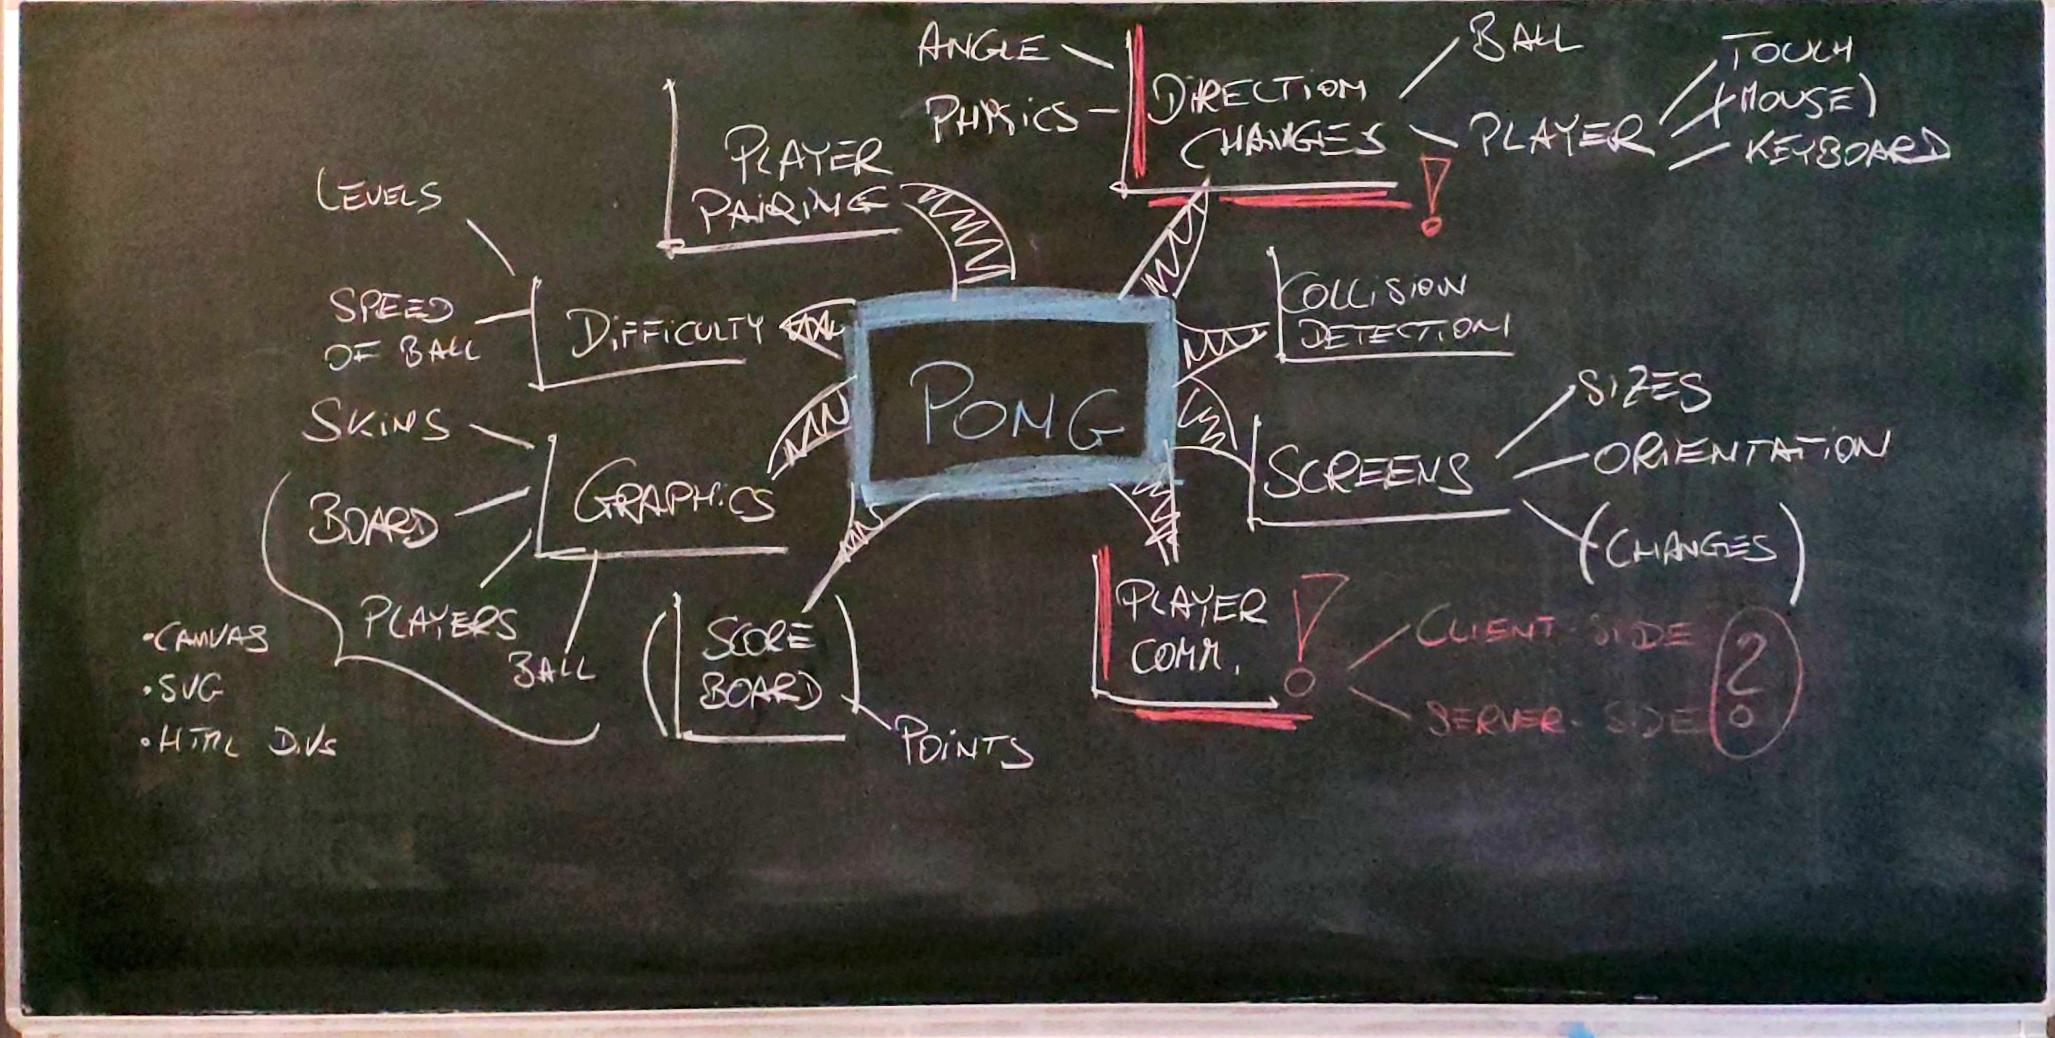 ANGLE
PHYSICS
DIRECTION
CHANGES
!
BALL
PLAYER
TOUCH
(MOUSE)
KEYBOARD
PLAYER
PAIRING
LEVELS
SPEED
OF BALL
DIFFICULTY
COLLISION
DETECTION
PONG
SKINS
BOARD
PLAYERS
BALL
GRAPHICS
SCREENS
SIZES
ORIENTATION
(CHANGES)
•CANVAS
•SVG
•HTML DIVS
(SCORE
BOARD)
POINTS
PLAYER
COMM.
!
CLIENT-SIDE
SERVER-SIDE
?